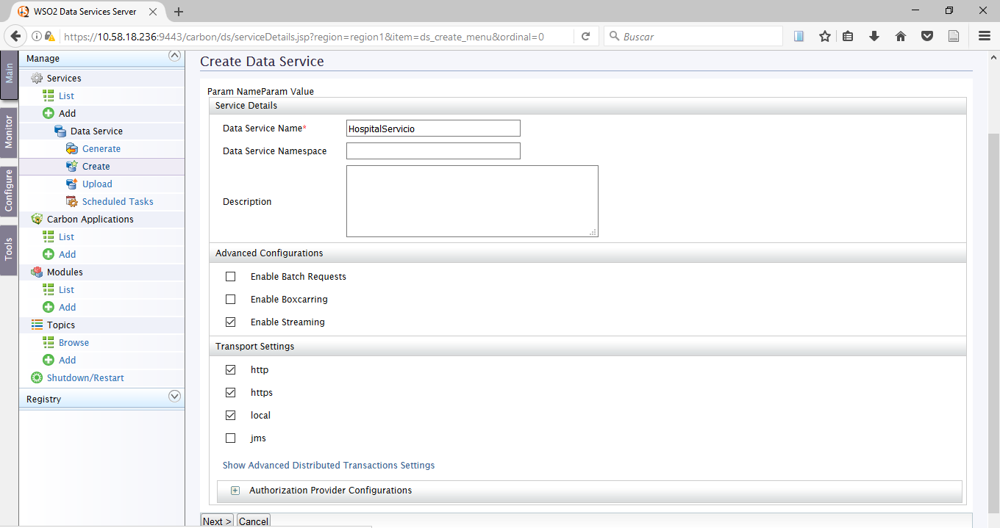 WSO2 Data Services Server
https://10.58.18.236:9443/carbon/ds/serviceDetails.jsp?region=region1&item=ds_create_menu&ordinal=0
Buscar
Main
Monitor
Configure
Tools
Manage
Services
List
Add
Data Service
Generate
Create
Upload
Scheduled Tasks
Carbon Applications
List
Add
Modules
List
Add
Topics
Browse
Add
Shutdown/Restart
Registry
Create Data Service
Param NameParam Value
Service Details
Data Service Name* HospitalServicio
Data Service Namespace
Description
Advanced Configurations
Enable Batch Requests
Enable Boxcarring
Enable Streaming
Transport Settings
http
https
local
jms
Show Advanced Distributed Transactions Settings
Authorization Provider Configurations
Next > Cancel